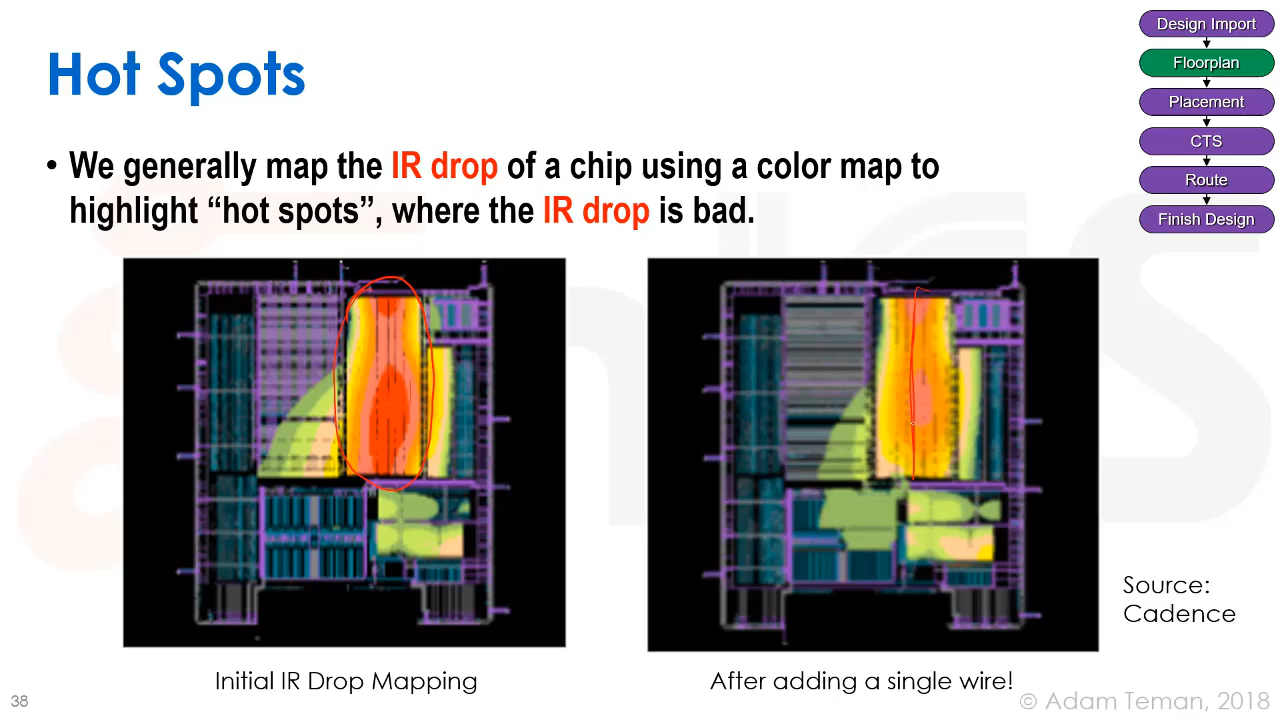 Hot Spots
• We generally map the IR drop of a chip using a color map to
highlight “hot spots”, where the IR drop is bad.
Design Import
Floorplan
Placement
CTS
Route
Finish Design
Source:
Cadence
Initial IR Drop Mapping
After adding a single wire!
38
© Adam Teman, 2018